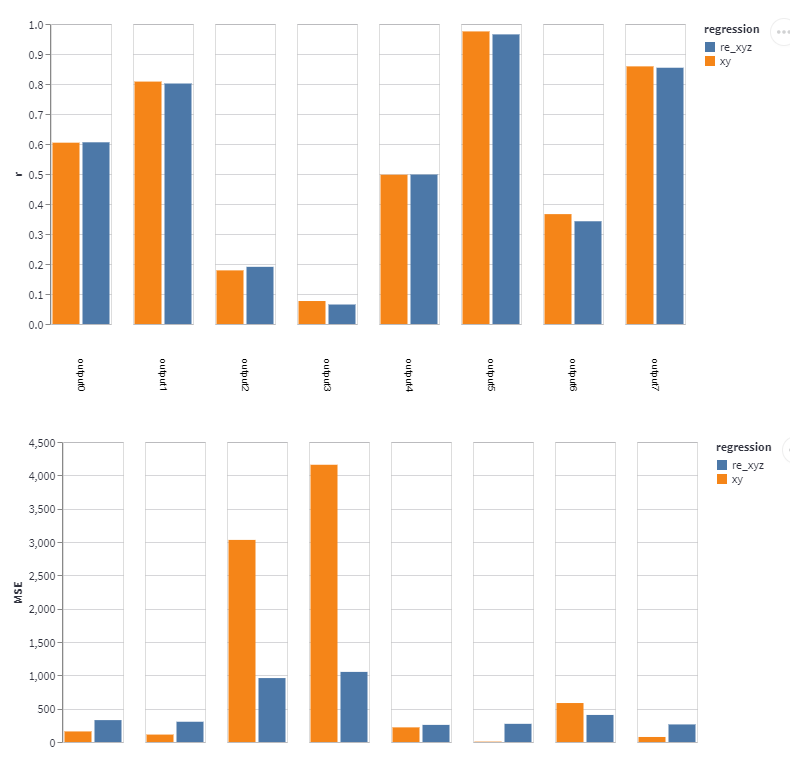 1.0
0.9
0.8
0.7
0.6
0.5
0.4
0.3
0.2
0.1
0.0
r
output0
output1
output2
output3
output4
output5
output6
output7
regression
re_xyz
xy
4,500
4,000
3,500
3,000
2,500
2,000
1,500
1,000
500
0
MSE
regression
re_xyz
xy